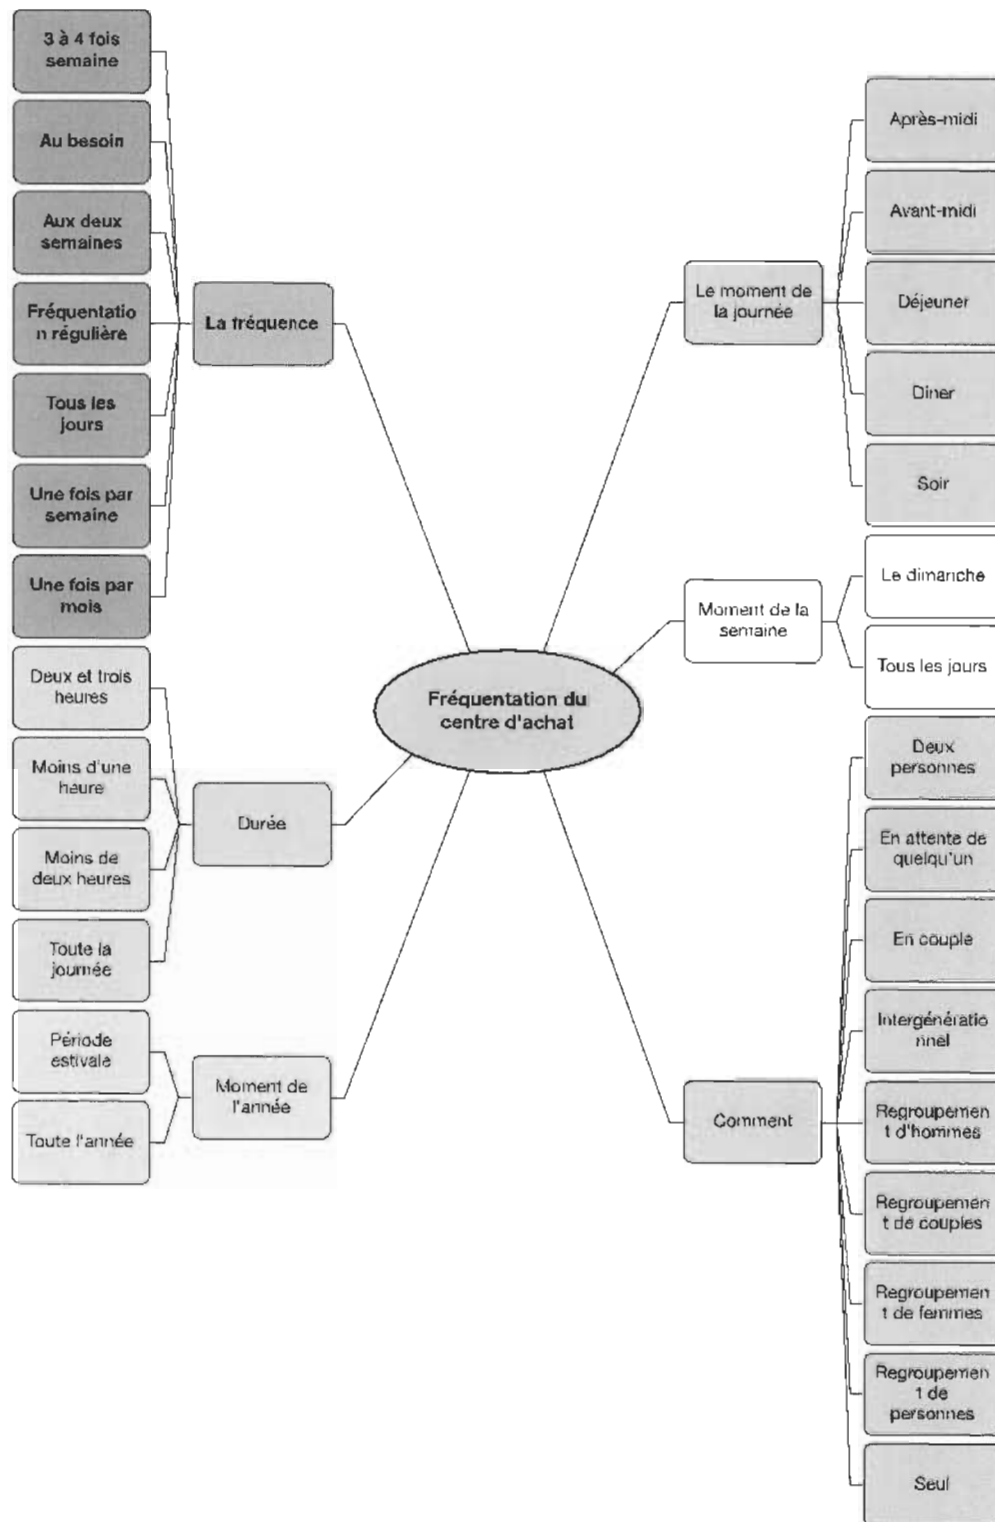 3 à 4 fois
semaine
Au besoin
Aux deux
semaines
Fréquentatio
n régulière
Tous les
jours
Une fois par
semaine
Une fois par
mois
La fréquence
Deux et trois
heures
Moins d'une
heure
Moins de
deux heures
Toute la
journée
Durée
Période
estivale
Toute l'année
Moment de
l'année
Fréquentation du
centre d'achat
Le moment de
la journée
Après-midi
Avant-midi
Déjeuner
Diner
Soir
Moment de la
semaine
Le dimanche
Tous les jours
Comment
Deux
personnes
En attente de
quelqu'un
En couple
Intergénératio
nnel
Regroupemen
t d'hommes
Regroupemen
t de couples
Regroupemen
t de femmes
Regroupemen
t de
personnes
Seul